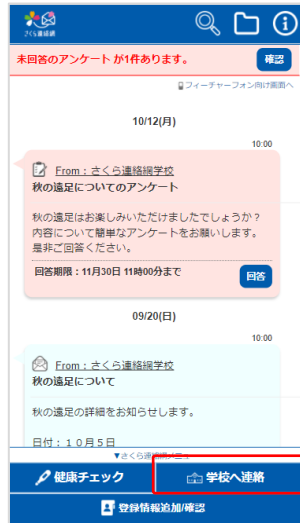 さくら連絡網
未回答のアンケート が1件あります。
確認
フィーチャーフォン向け画面へ
10/12(月)
10:00
From：さくら連絡網学校
秋の遠足についてのアンケート
秋の遠足はお楽しみいただけましたでしょうか？
内容について簡単なアンケートをお願いします。
是非ご回答ください。
回答期限：11月30日 11時00分まで
回答
09/20(日)
10:00
From：さくら連絡網学校
秋の遠足について
秋の遠足の詳細をお知らせします。
日付：１０月５日
▼さくら連絡網メニュー
健康チェック
学校へ連絡
登録情報追加/確認